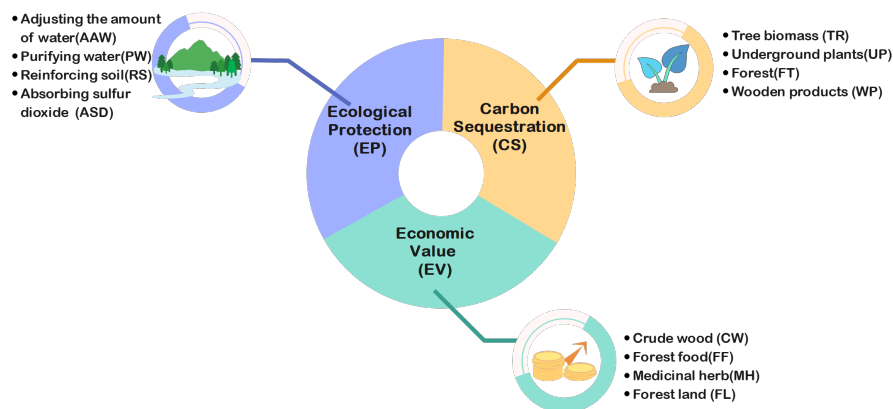 • Adjusting the amount
of water(AAW)
• Purifying water(PW)
• Reinforcing soil(RS)
• Absorbing sulfur
dioxide (ASD)
Ecological
Protection
(EP)
Carbon
Sequestration
(CS)
• Tree biomass (TR)
• Underground plants(UP)
• Forest(FT)
• Wooden products (WP)
Economic
Value
(EV)
• Crude wood (CW)
• Forest food(FF)
• Medicinal herb(MH)
• Forest land (FL)